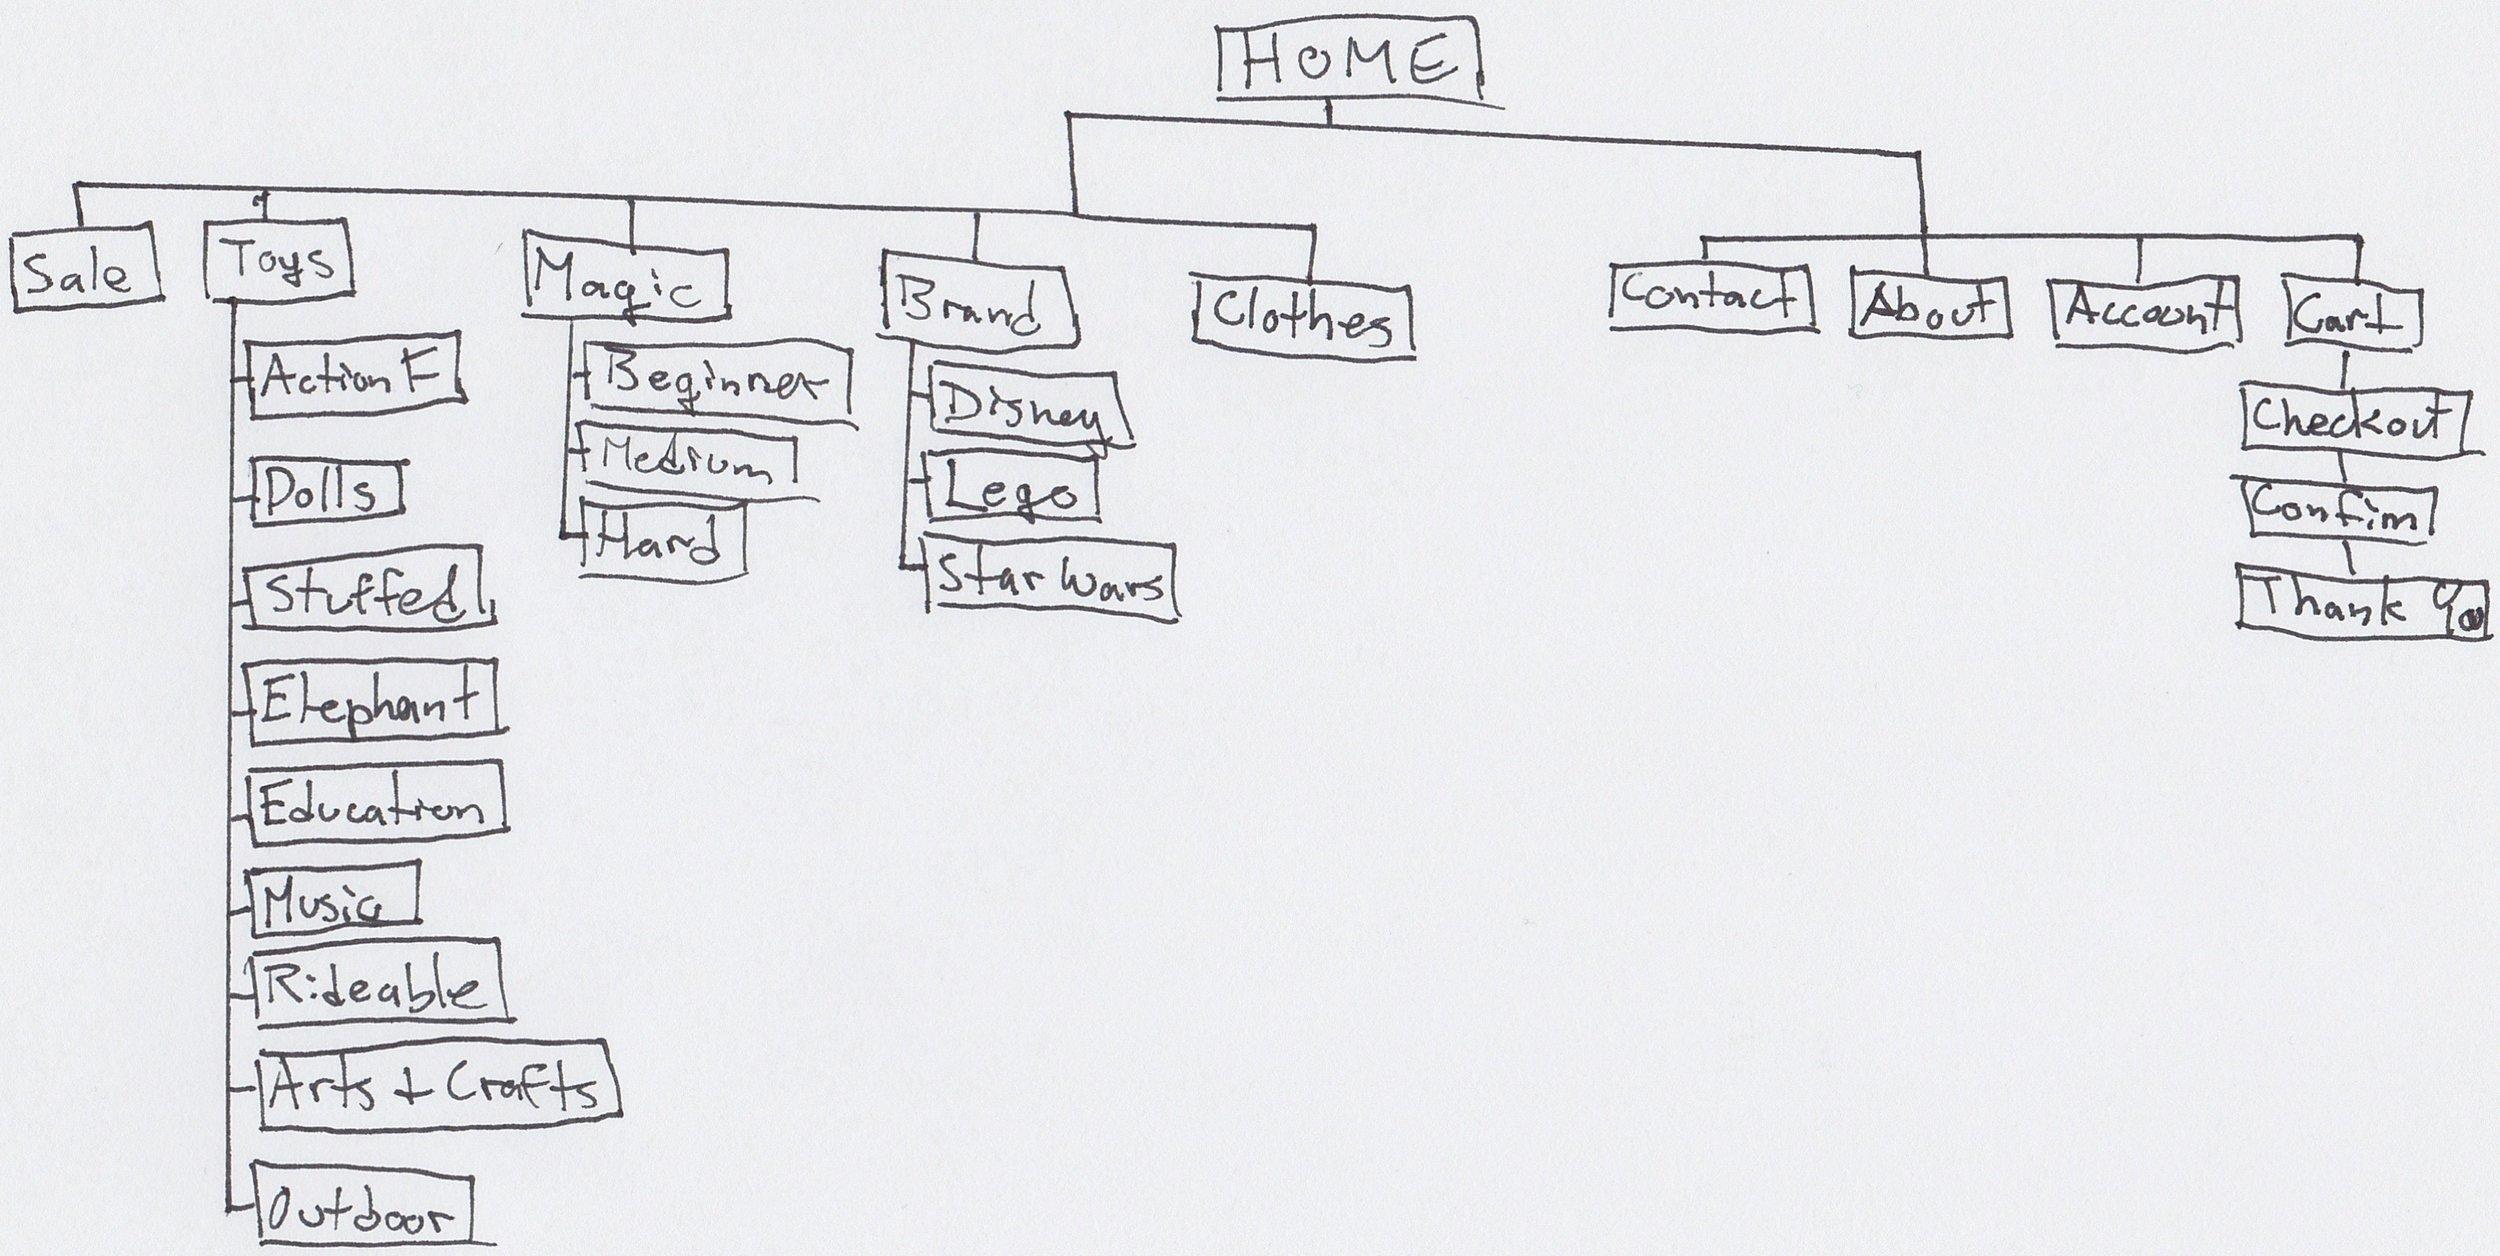 HOME
Sale
Toys
Action F
Dolls
Stuffed
Elephant
Education
Music
Rideable
Arts + Crafts
Outdoor
Magic
Beginner
Medium
Hard
Brand
Disney
Lego
Star Wars
Clothes
Contact
About
Account
Cart
Checkout
Confim
Thank You